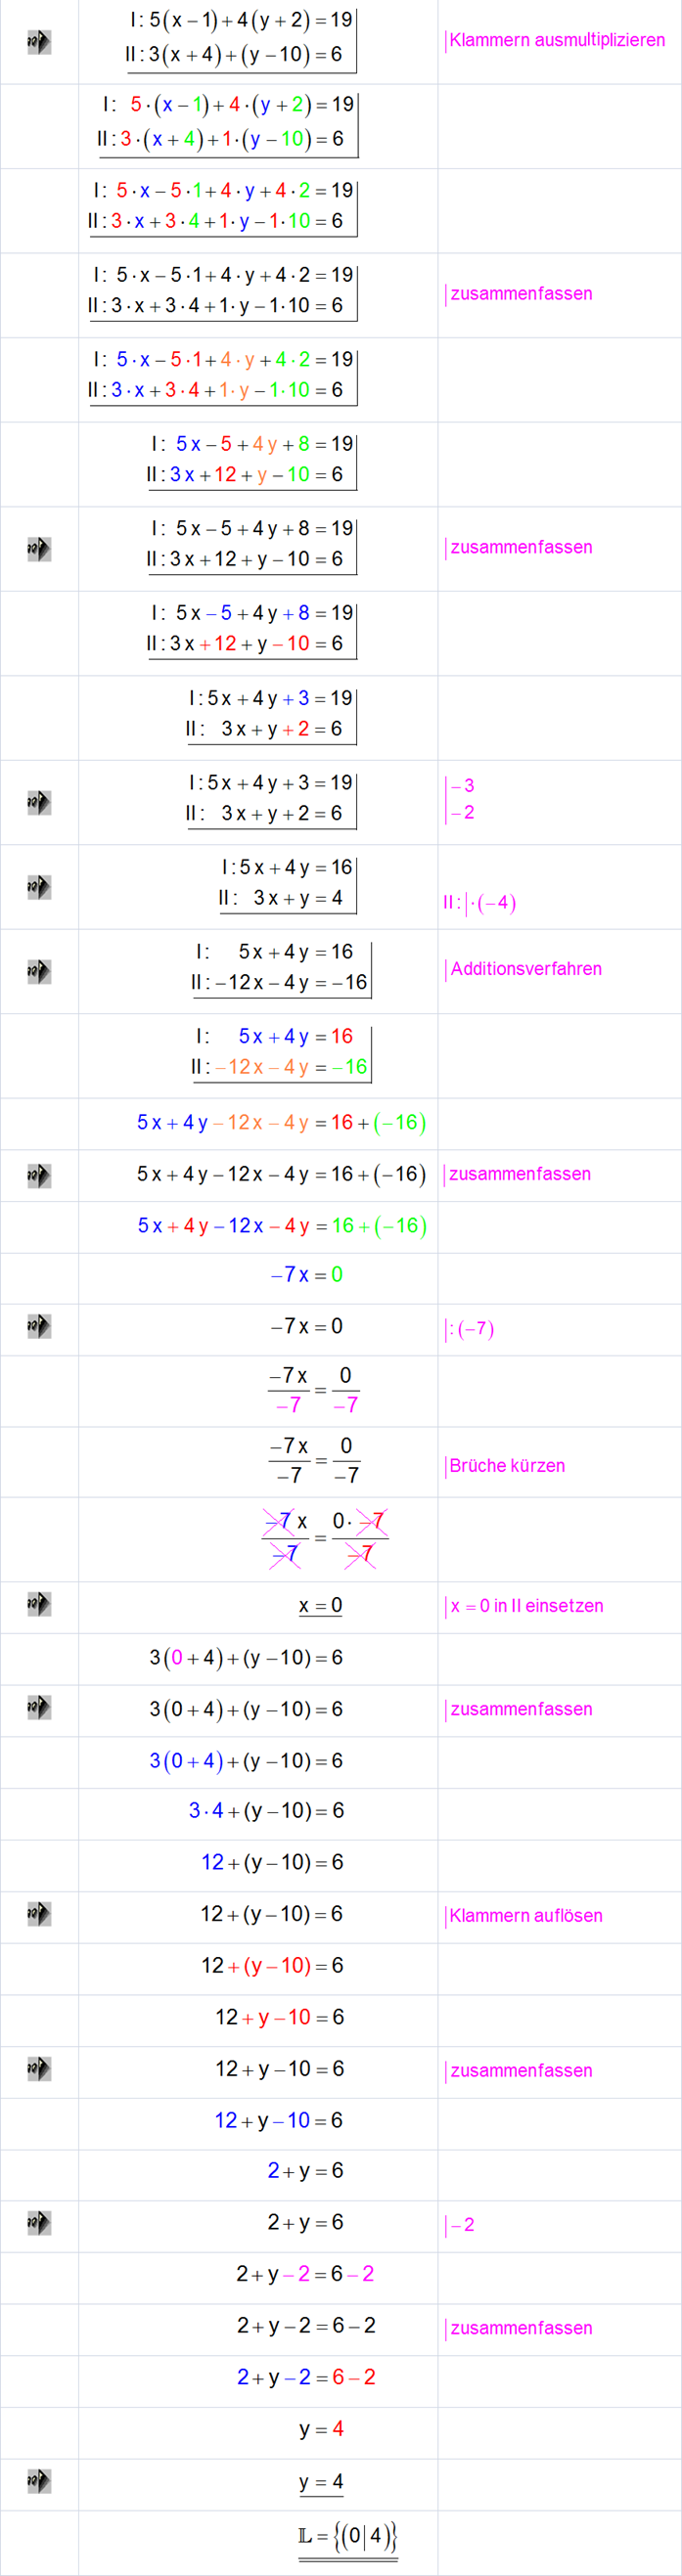 I: 5(x − 1) + 4(y + 2) = 19
II: 3(x + 4) + (y − 10) = 6
|Klammern ausmultiplizieren
I: 5·(x − 1) + 4·(y + 2) = 19
II: 3·(x + 4) + 1·(y − 10) = 6
I: 5·x − 5·1 + 4·y + 4·2 = 19
II: 3·x + 3·4 + 1·y − 1·10 = 6
I: 5·x − 5·1 + 4·y + 4·2 = 19
II: 3·x + 3·4 + 1·y − 1·10 = 6
|zusammenfassen
I: 5·x − 5·1 + 4·y + 4·2 = 19
II: 3·x + 3·4 + 1·y − 1·10 = 6
I: 5x − 5 + 4y + 8 = 19
II: 3x + 12 + y − 10 = 6
I: 5x − 5 + 4y + 8 = 19
II: 3x + 12 + y − 10 = 6
|zusammenfassen
I: 5x − 5 + 4y + 8 = 19
II: 3x + 12 + y − 10 = 6
I: 5x + 4y + 3 = 19
II: 3x + y + 2 = 6
I: 5x + 4y + 3 = 19
II: 3x + y + 2 = 6
|− 3
|− 2
I: 5x + 4y = 16
II: 3x + y = 4
II: |·(−4)
I: 5x + 4y = 16
II: −12x − 4y = −16
|Additionsverfahren
I: 5x + 4y = 16
II: −12x − 4y = −16
5x + 4y − 12x − 4y = 16 + (−16)
5x + 4y − 12x − 4y = 16 + (−16)
|zusammenfassen
5x + 4y − 12x − 4y = 16 + (−16)
−7x = 0
−7x = 0
|: (−7)
−7x/−7 = 0/−7
−7x/−7 = 0/−7
|Brüche kürzen
−7x/−7 = 0·−7/−7
x = 0
|x = 0 in II einsetzen
3(0 + 4) + (y − 10) = 6
3(0 + 4) + (y − 10) = 6
|zusammenfassen
3(0 + 4) + (y − 10) = 6
3·4 + (y − 10) = 6
12 + (y − 10) = 6
12 + (y − 10) = 6
|Klammern auflösen
12 + (y − 10) = 6
12 + y − 10 = 6
12 + y − 10 = 6
|zusammenfassen
12 + y − 10 = 6
2 + y = 6
2 + y = 6
|− 2
2 + y − 2 = 6 − 2
2 + y − 2 = 6 − 2
|zusammenfassen
2 + y − 2 = 6 − 2
y = 4
y = 4
𝕃 = {(0|4)}